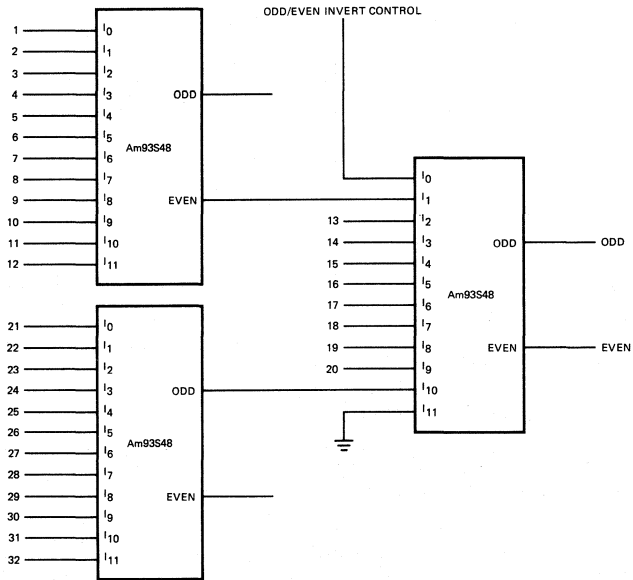 ODD/EVEN INVERT CONTROL
1 I0
2 I1
3 I2
4 I3
5 I4
6 I5
7 I6
8 I7
9 I8
10 I9
11 I10
12 I11
ODD
Am93S48
EVEN
21 I0
22 I1
23 I2
24 I3
25 I4
26 I5
27 I6
28 I7
29 I8
30 I9
31 I10
32 I11
ODD
Am93S48
EVEN
I0
I1
13 I2
14 I3
15 I4
16 I5
17 I6
18 I7
19 I8
20 I9
I10
I11
ODD ODD
Am93S48
EVEN EVEN